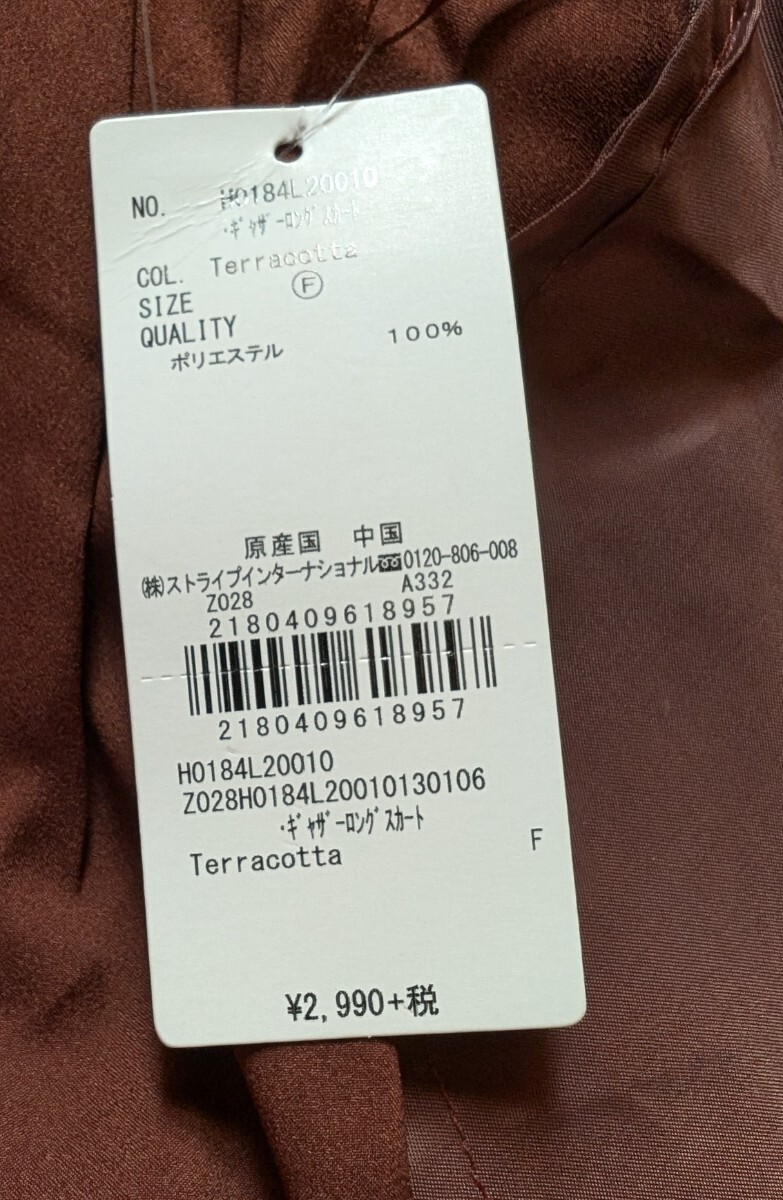 NO. H0184L20010
・ギャザーロングスカート
COL. Terracotta
SIZE Ⓕ
QUALITY
ポリエステル 100%
原産国 中国
(株)ストライプインターナショナル 0120-806-008
Z028 A332
2180409618957
2180409618957
H0184L20010
Z028H0184L20010130106
・ギャザーロングスカート
Terracotta F
¥2,990+税